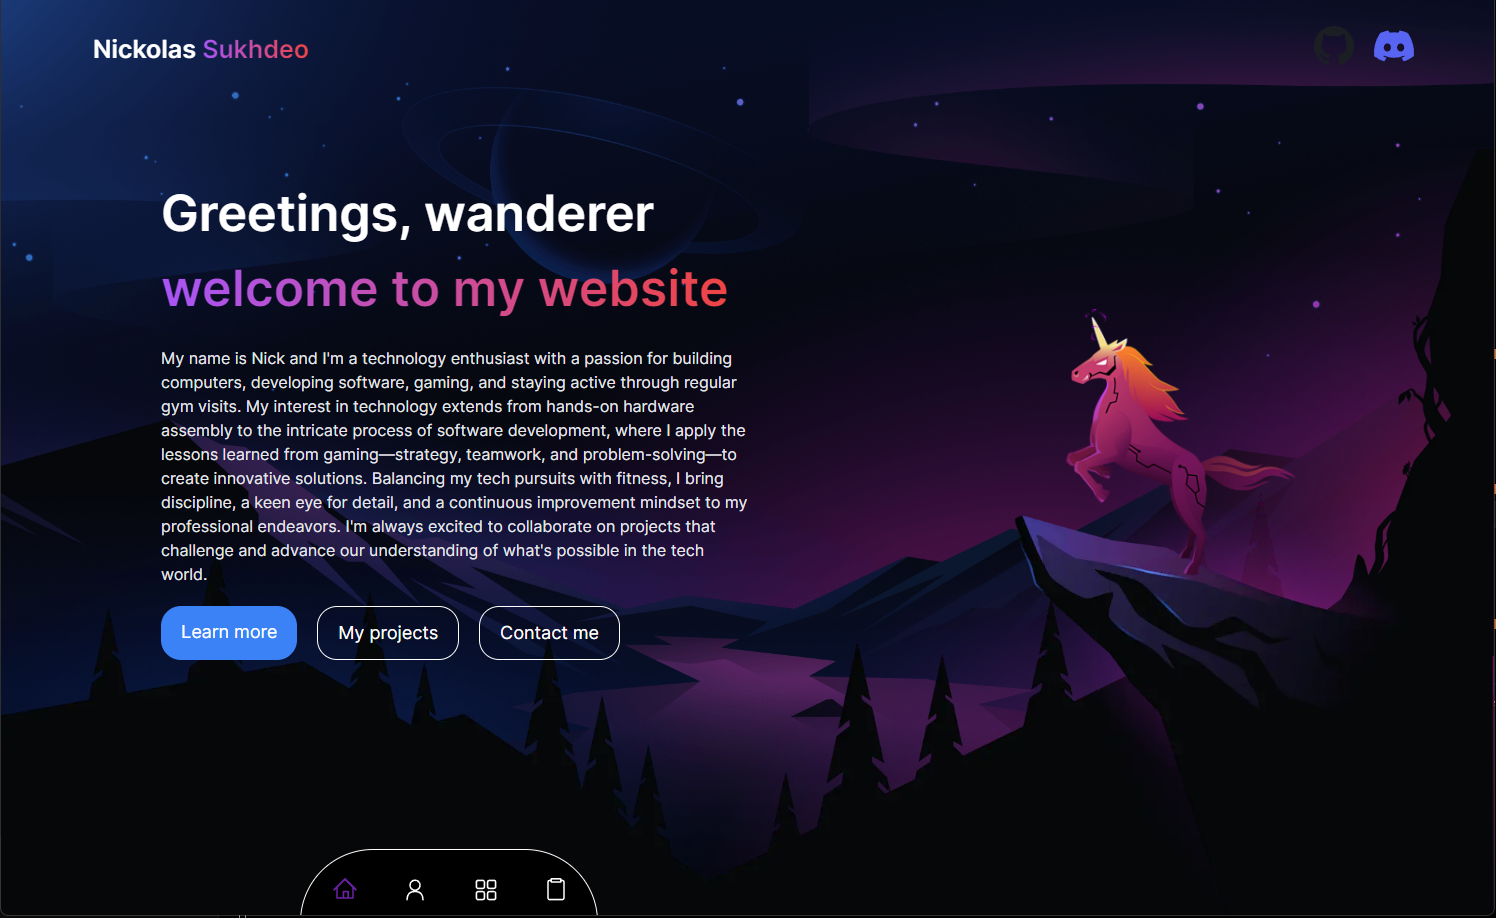 Nickolas Sukhdeo
Greetings, wanderer
welcome to my website
My name is Nick and I'm a technology enthusiast with a passion for building
computers, developing software, gaming, and staying active through regular
gym visits. My interest in technology extends from hands-on hardware
assembly to the intricate process of software development, where I apply the
lessons learned from gaming—strategy, teamwork, and problem-solving—to
create innovative solutions. Balancing my tech pursuits with fitness, I bring
discipline, a keen eye for detail, and a continuous improvement mindset to my
professional endeavors. I'm always excited to collaborate on projects that
challenge and advance our understanding of what's possible in the tech
world.
Learn more My projects Contact me